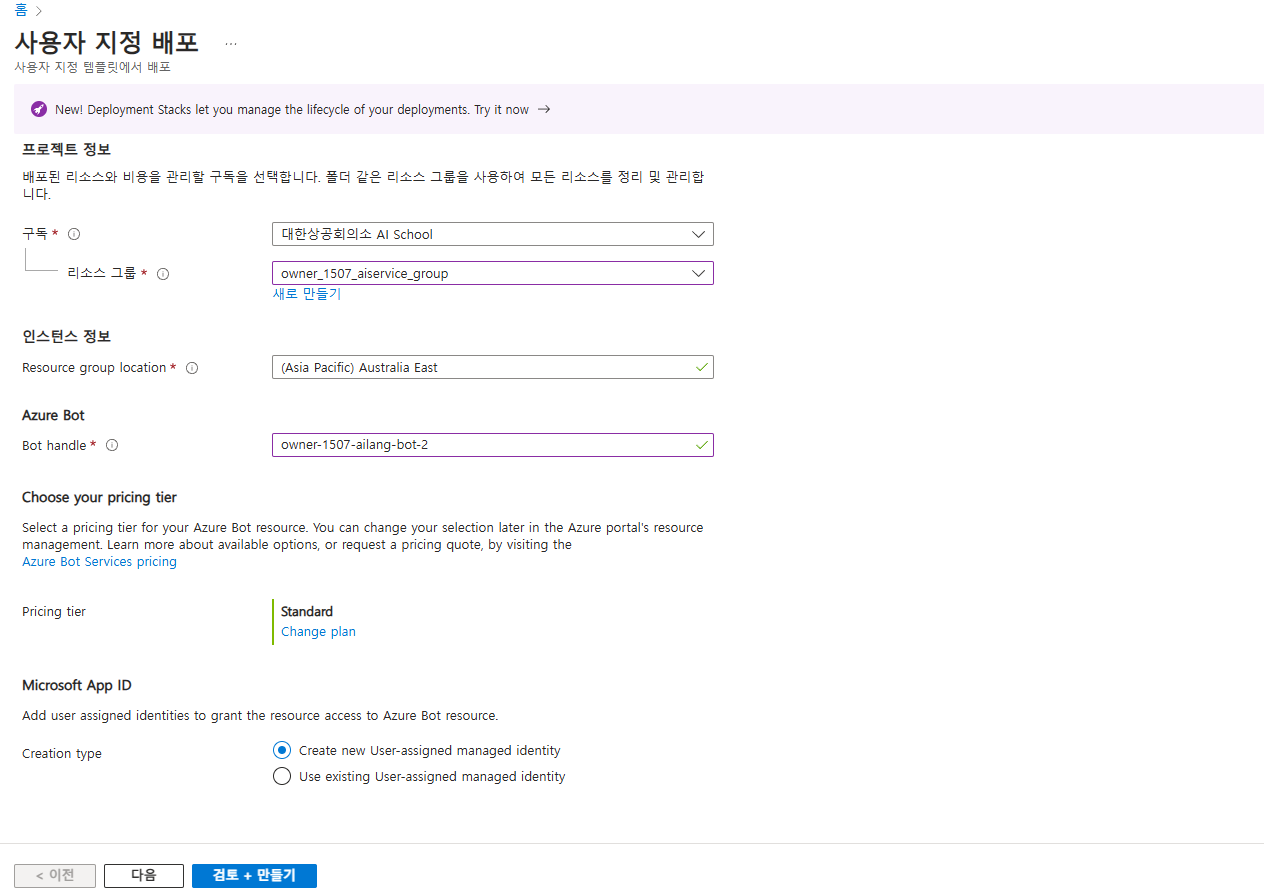 홈 >
사용자 지정 배포 ...
사용자 지정 템플릿에서 배포
New! Deployment Stacks let you manage the lifecycle of your deployments. Try it now →
프로젝트 정보
배포된 리소스와 비용을 관리할 구독을 선택합니다. 폴더 같은 리소스 그룹을 사용하여 모든 리소스를 정리 및 관리합
니다.
구독 * 대한상공회의소 AI School
리소스 그룹 * owner_1507_aiservice_group
새로 만들기
인스턴스 정보
Resource group location * (Asia Pacific) Australia East
Azure Bot
Bot handle * owner-1507-ailang-bot-2
Choose your pricing tier
Select a pricing tier for your Azure Bot resource. You can change your selection later in the Azure portal's resource
management. Learn more about available options, or request a pricing quote, by visiting the
Azure Bot Services pricing
Pricing tier Standard
Change plan
Microsoft App ID
Add user assigned identities to grant the resource access to Azure Bot resource.
Creation type Create new User-assigned managed identity
Use existing User-assigned managed identity
< 이전 다음 검토 + 만들기